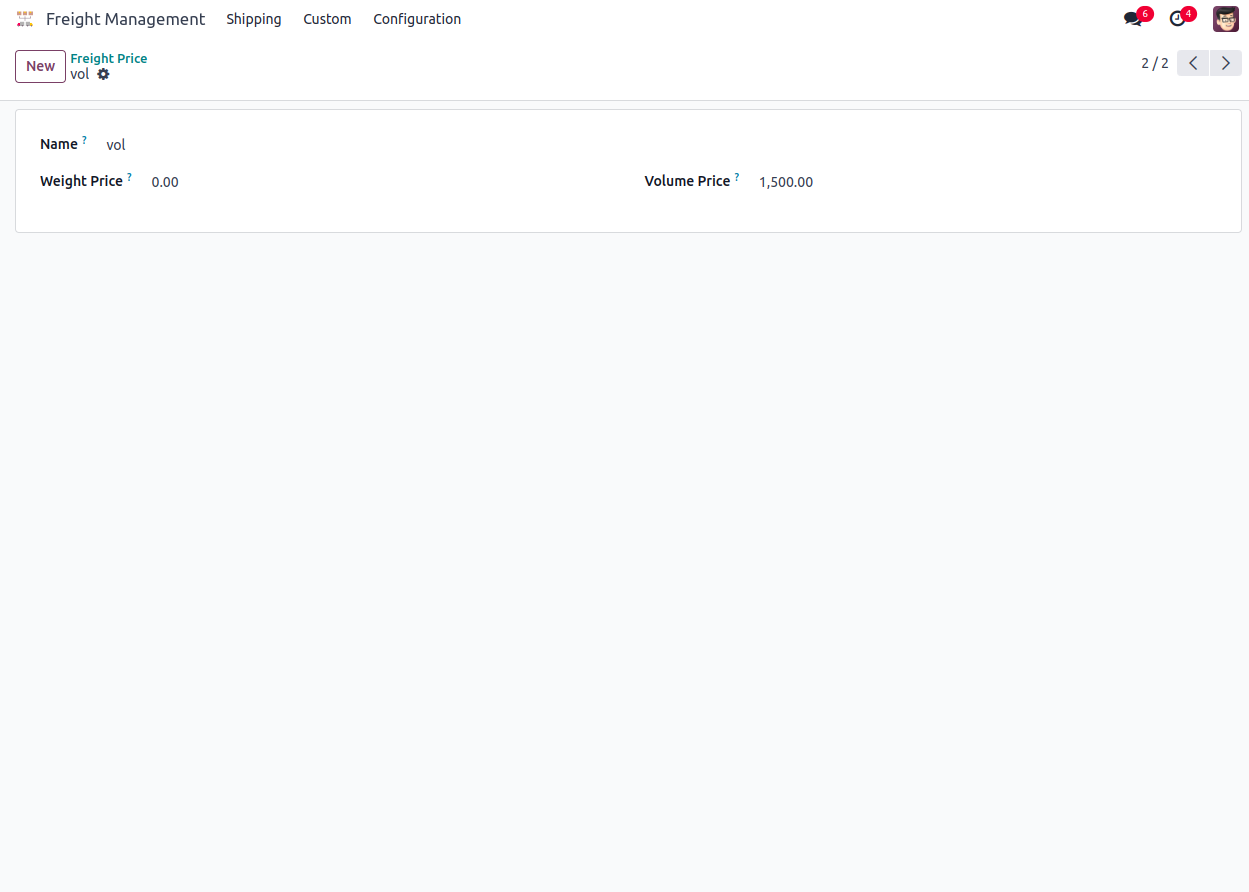 Freight Management Shipping Custom Configuration 6 4
New Freight Price
vol 2 / 2
Name ? vol
Weight Price ? 0.00 Volume Price ? 1,500.00